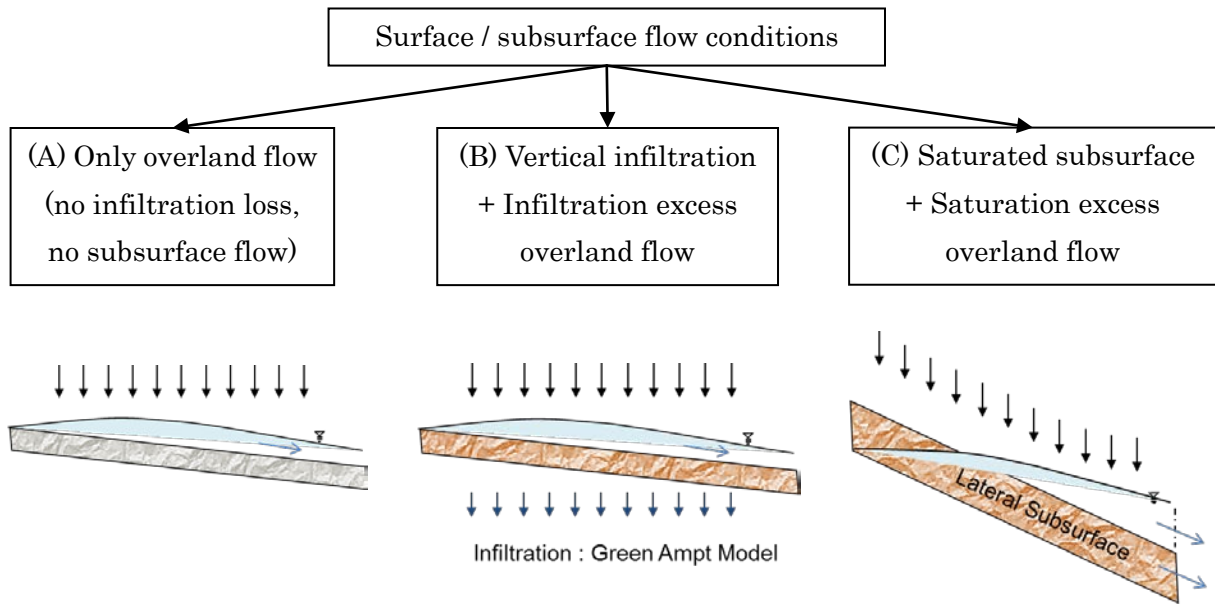 Surface / subsurface flow conditions
(A) Only overland flow
(no infiltration loss,
no subsurface flow)
(B) Vertical infiltration
+ Infiltration excess
overland flow
(C) Saturated subsurface
+ Saturation excess
overland flow
Infiltration : Green Ampt Model
Lateral Subsurface